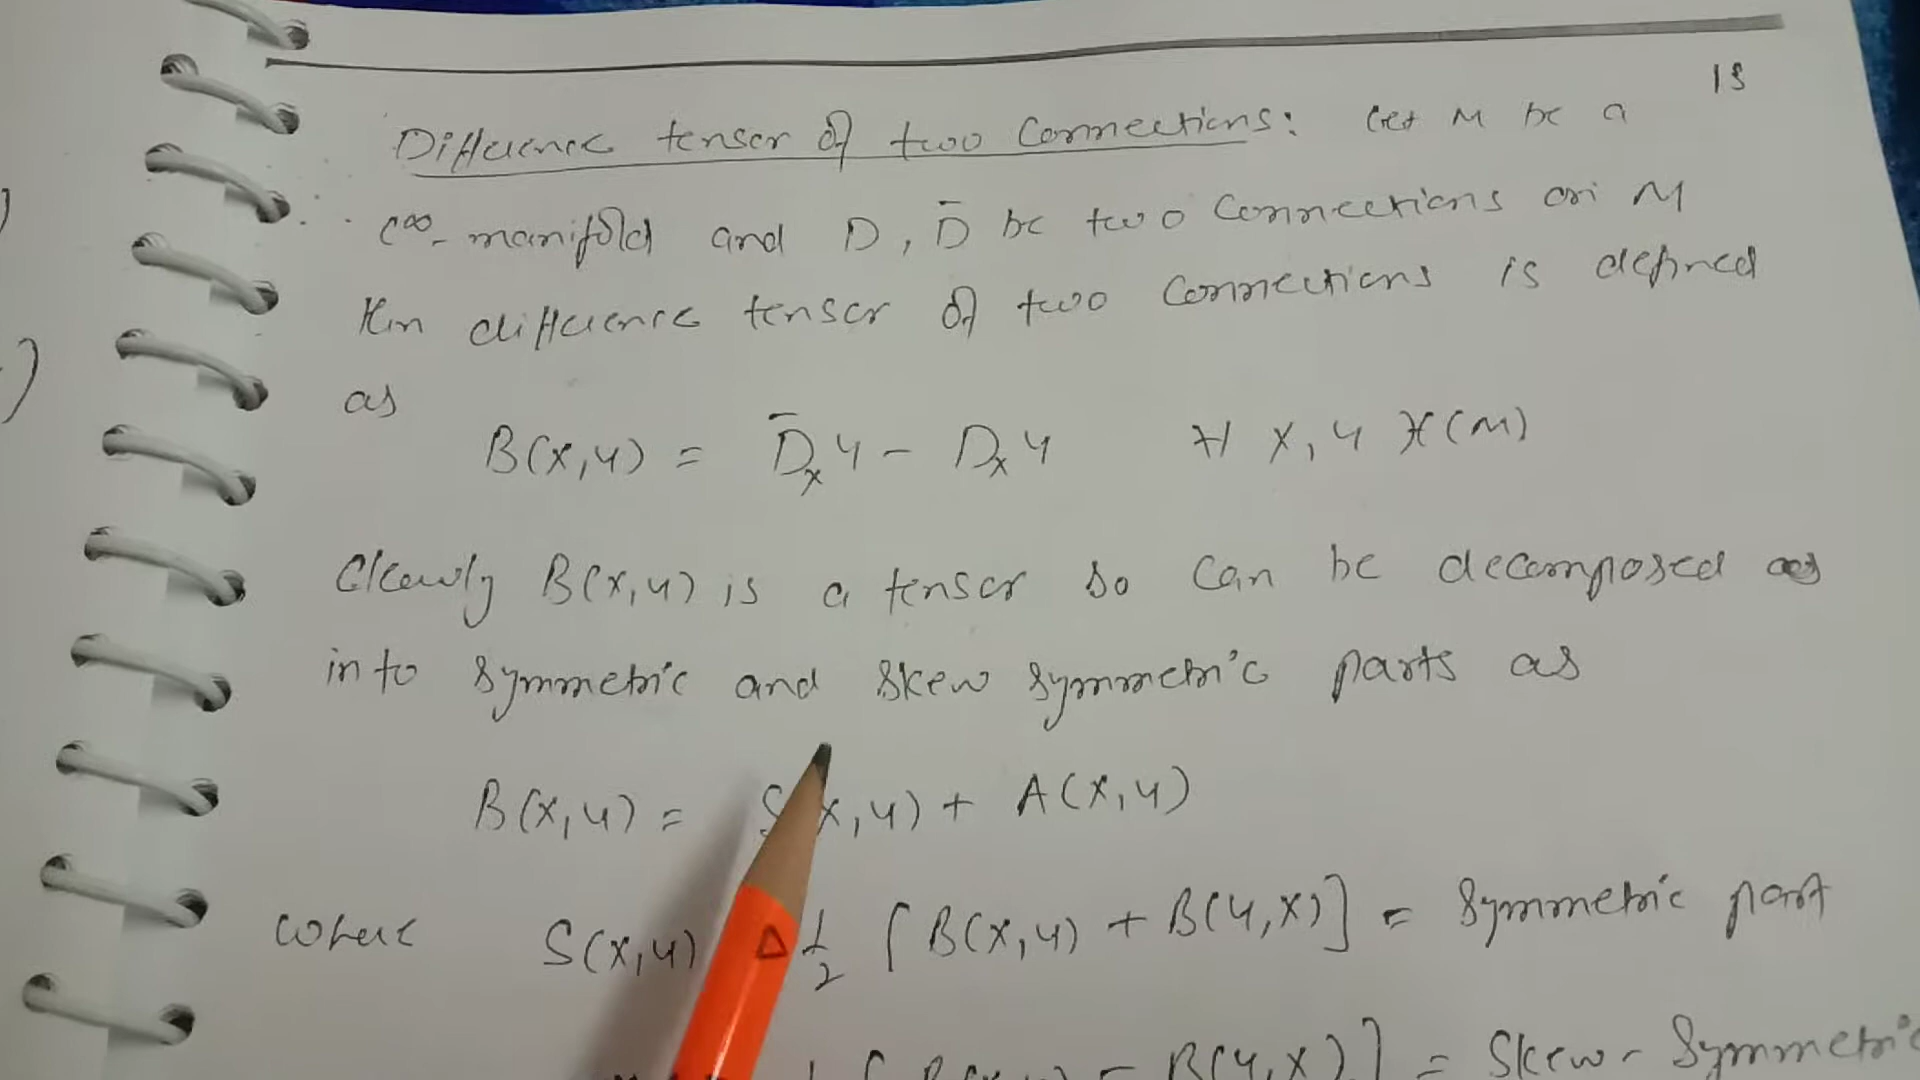 15
Difference tensor of two Connections: Let M be a
C∞- manifold and D, D̄ be two Connections on M
then difference tensor of two Connections is defined
as
B(X,Y) = D̄_X Y - D_X Y ∀ X, Y 𝔛(M)
Clearly B(X,Y) is a tensor so can be decomposed as
into symmetric and skew symmetric parts as
B(X,Y) = S(X,Y) + A(X,Y)
where S(X,Y) 1/2 [B(X,Y) + B(Y,X)] = Symmetric part
- B(Y,X)] = Skew - Symmetric